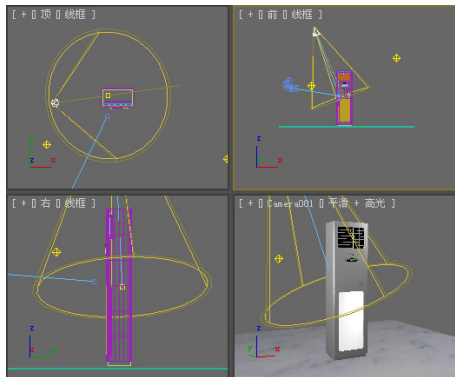 [ + [] 顶 [] 线框 ]
[ + [] 前 [] 线框 ]
z
x
z
x
[ + [] 右 [] 线框 ]
[ + [] Camera001 [] 平滑 + 高光 ]
z
x
z
y
x